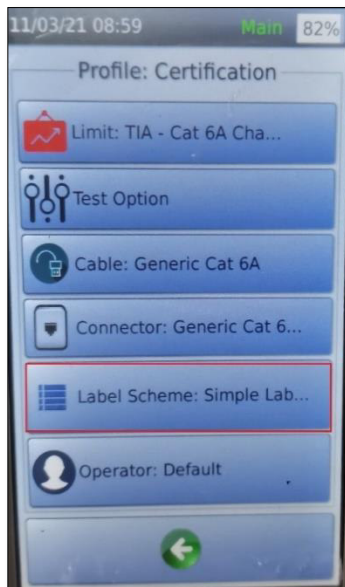 11/03/21 08:59 Main 82%
Profile: Certification
Limit: TIA - Cat 6A Cha...
Test Option
Cable: Generic Cat 6A
Connector: Generic Cat 6...
Label Scheme: Simple Lab...
Operator: Default